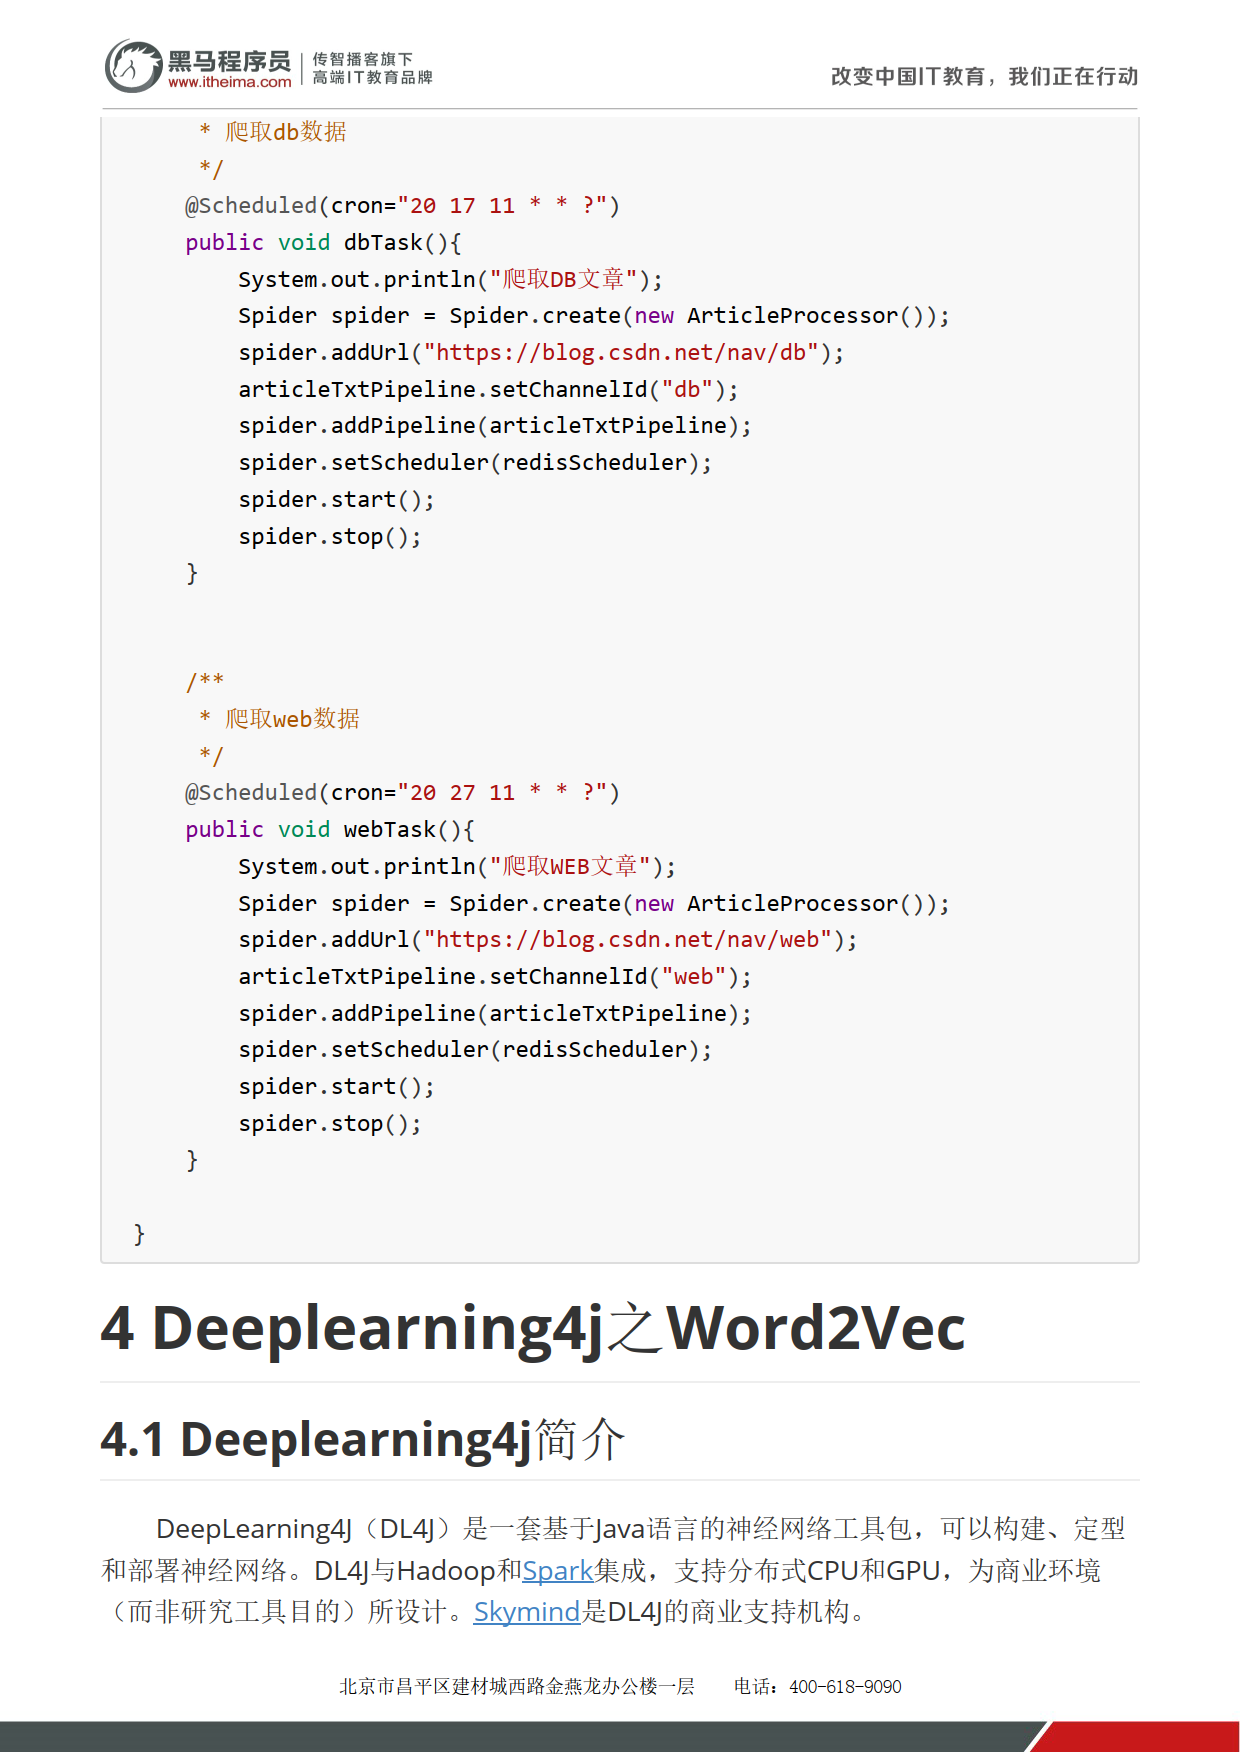 黑马程序员
www.itheima.com
传智播客旗下
高端IT教育品牌
改变中国IT教育，我们正在行动
     * 爬取db数据
     */
    @Scheduled(cron="20 17 11 * * ?")
    public void dbTask(){
        System.out.println("爬取DB文章");
        Spider spider = Spider.create(new ArticleProcessor());
        spider.addUrl("https://blog.csdn.net/nav/db");
        articleTxtPipeline.setChannelId("db");
        spider.addPipeline(articleTxtPipeline);
        spider.setScheduler(redisScheduler);
        spider.start();
        spider.stop();
    }
    /**
     * 爬取web数据
     */
    @Scheduled(cron="20 27 11 * * ?")
    public void webTask(){
        System.out.println("爬取WEB文章");
        Spider spider = Spider.create(new ArticleProcessor());
        spider.addUrl("https://blog.csdn.net/nav/web");
        articleTxtPipeline.setChannelId("web");
        spider.addPipeline(articleTxtPipeline);
        spider.setScheduler(redisScheduler);
        spider.start();
        spider.stop();
    }
}
4 Deeplearning4j之Word2Vec
4.1 Deeplearning4j简介
DeepLearning4J（DL4J）是一套基于Java语言的神经网络工具包，可以构建、定型
和部署神经网络。DL4J与Hadoop和Spark集成，支持分布式CPU和GPU，为商业环境
（而非研究工具目的）所设计。Skymind是DL4J的商业支持机构。
北京市昌平区建材城西路金燕龙办公楼一层 电话：400-618-9090